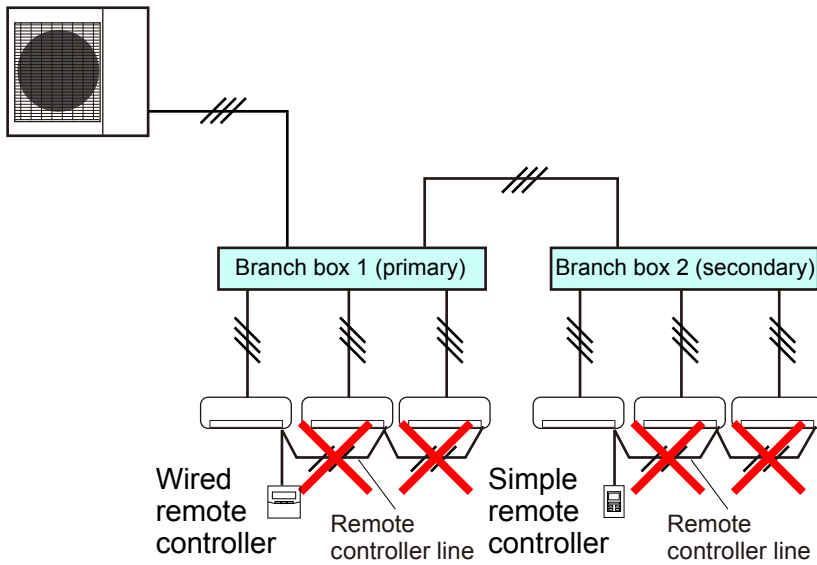 Branch box 1 (primary)
Branch box 2 (secondary)
Wired
remote
controller
Remote
controller line
Simple
remote
controller
Remote
controller line